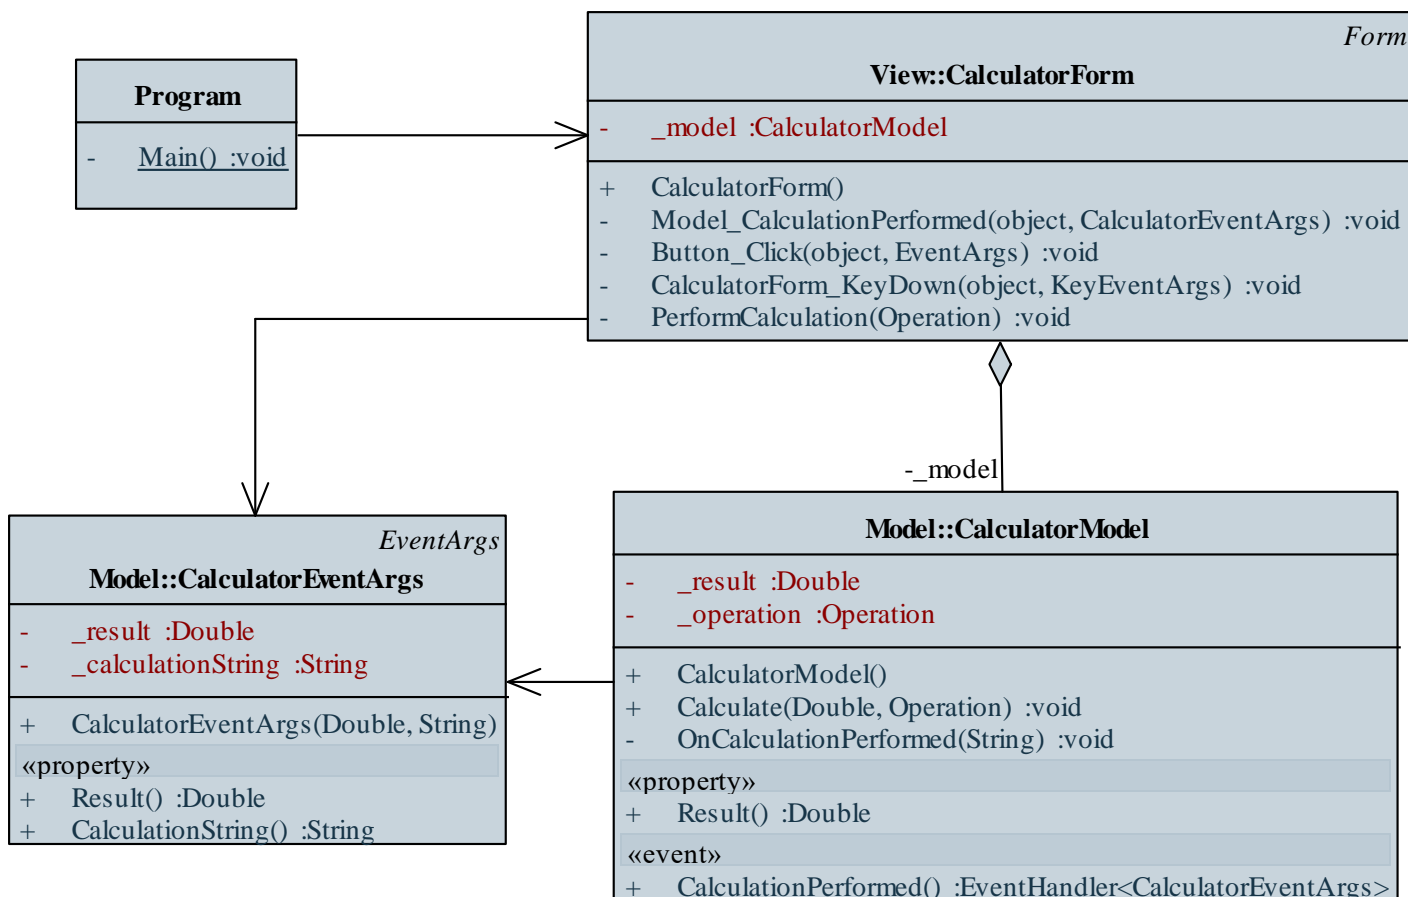 Program
- Main() :void
Form
View::CalculatorForm
- _model :CalculatorModel
+ CalculatorForm()
- Model_CalculationPerformed(object, CalculatorEventArgs) :void
- Button_Click(object, EventArgs) :void
- CalculatorForm_KeyDown(object, KeyEventArgs) :void
- PerformCalculation(Operation) :void
-_model
EventArgs
Model::CalculatorEventArgs
- _result :Double
- _calculationString :String
+ CalculatorEventArgs(Double, String)
«property»
+ Result() :Double
+ CalculationString() :String
Model::CalculatorModel
- _result :Double
- _operation :Operation
+ CalculatorModel()
+ Calculate(Double, Operation) :void
- OnCalculationPerformed(String) :void
«property»
+ Result() :Double
«event»
+ CalculationPerformed() :EventHandler<CalculatorEventArgs>